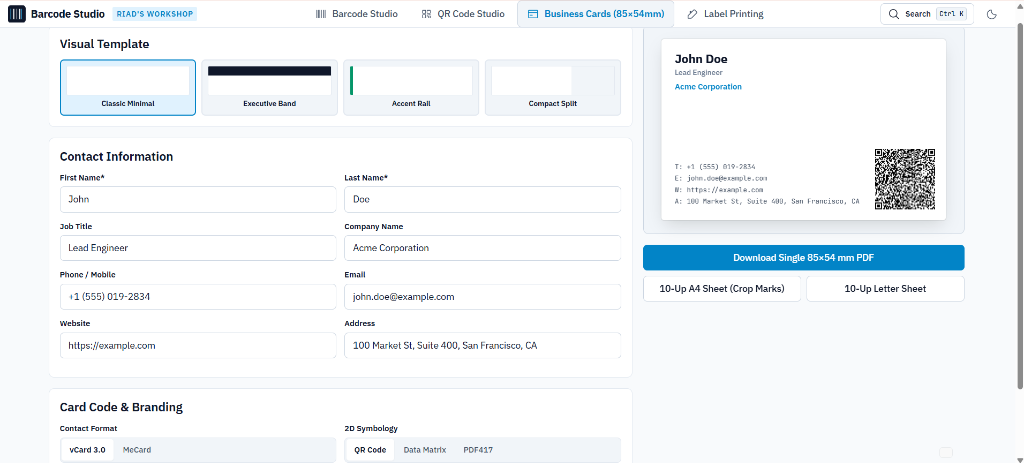 Barcode Studio RIAD'S WORKSHOP Barcode Studio QR Code Studio Business Cards (85×54mm) Label Printing Search Ctrl K
Visual Template
Classic Minimal Executive Band Accent Rail Compact Split
Contact Information
First Name* Last Name*
John Doe
Job Title Company Name
Lead Engineer Acme Corporation
Phone / Mobile Email
+1 (555) 019-2834 john.doe@example.com
Website Address
https://example.com 100 Market St, Suite 400, San Francisco, CA
Card Code & Branding
Contact Format 2D Symbology
vCard 3.0 MeCard QR Code Data Matrix PDF417
John Doe
Lead Engineer
Acme Corporation
T: +1 (555) 019-2834
E: john.doe@example.com
W: https://example.com
A: 100 Market St, Suite 400, San Francisco, CA
Download Single 85×54 mm PDF
10-Up A4 Sheet (Crop Marks) 10-Up Letter Sheet